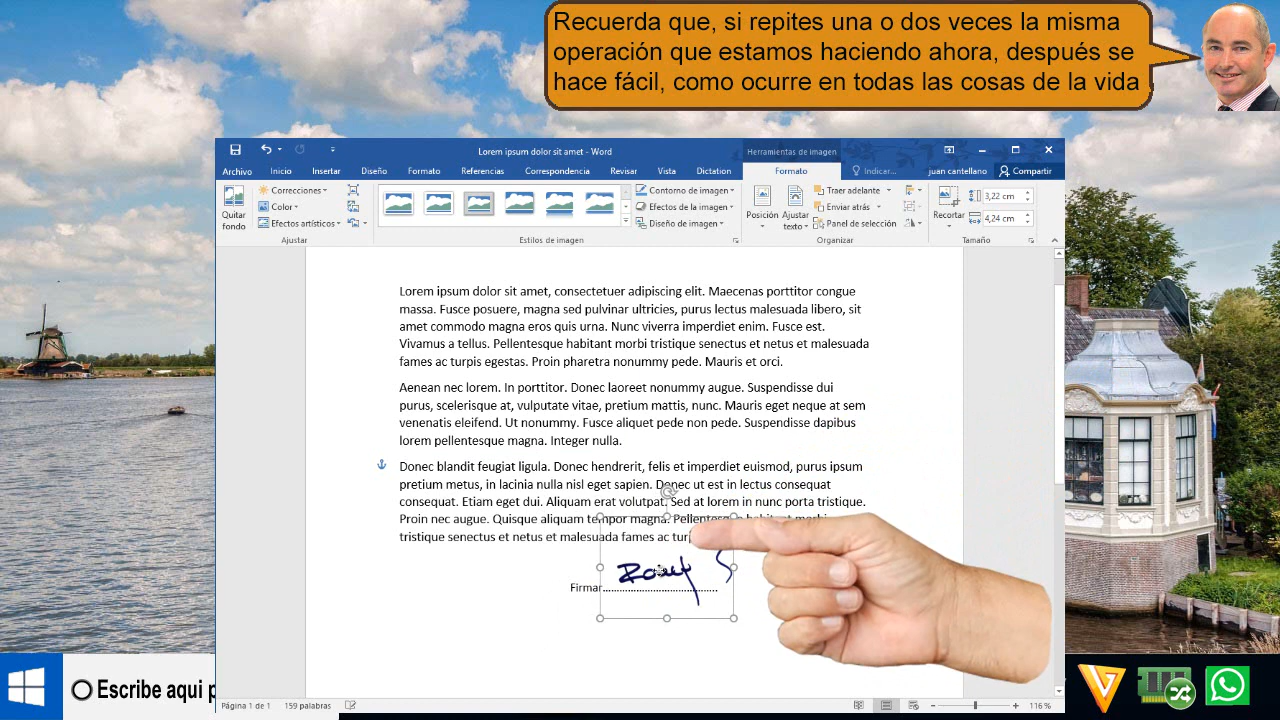 Recuerda que, si repites una o dos veces la misma
operación que estamos haciendo ahora, después se
hace fácil, como ocurre en todas las cosas de la vida
Lorem ipsum dolor sit amet - Word
Herramientas de imagen
Archivo Inicio Insertar Diseño Formato Referencias Correspondencia Revisar Vista Dictation Formato Indicar... juan cantellano Compartir
Quitar fondo
Correcciones
Color
Efectos artísticos
Ajustar
Contorno de imagen
Efectos de la imagen
Diseño de imagen
Estilos de imagen
Posición
Ajustar texto
Traer adelante
Enviar atrás
Panel de selección
Organizar
Recortar
3,22 cm
4,24 cm
Tamaño
Lorem ipsum dolor sit amet, consectetuer adipiscing elit. Maecenas porttitor congue
massa. Fusce posuere, magna sed pulvinar ultricies, purus lectus malesuada libero, sit
amet commodo magna eros quis urna. Nunc viverra imperdiet enim. Fusce est.
Vivamus a tellus. Pellentesque habitant morbi tristique senectus et netus et malesuada
fames ac turpis egestas. Proin pharetra nonummy pede. Mauris et orci.
Aenean nec lorem. In porttitor. Donec laoreet nonummy augue. Suspendisse dui
purus, scelerisque at, vulputate vitae, pretium mattis, nunc. Mauris eget neque at sem
venenatis eleifend. Ut nonummy. Fusce aliquet pede non pede. Suspendisse dapibus
lorem pellentesque magna. Integer nulla.
Donec blandit feugiat ligula. Donec hendrerit, felis et imperdiet euismod, purus ipsum
pretium metus, in lacinia nulla nisl eget sapien. Donec ut est in lectus consequat
consequat. Etiam eget dui. Aliquam erat volutpat. Sed at lorem in nunc porta tristique.
Proin nec augue. Quisque aliquam tempor magna. Pellentesque habitant morbi
tristique senectus et netus et malesuada fames ac tur
Firmar
Página 1 de 1 159 palabras 116 %
Escribe aquí p